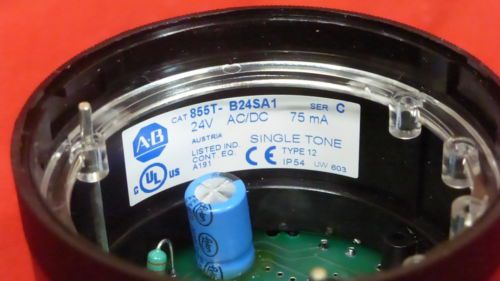 CAT 855T- B24SA1 SER C
24V AC/DC 75 mA
AUSTRIA
A-B
LISTED IND. SINGLE TONE
CONT. EQ. CE TYPE 12
A191 IP54 UW 603
C UL US